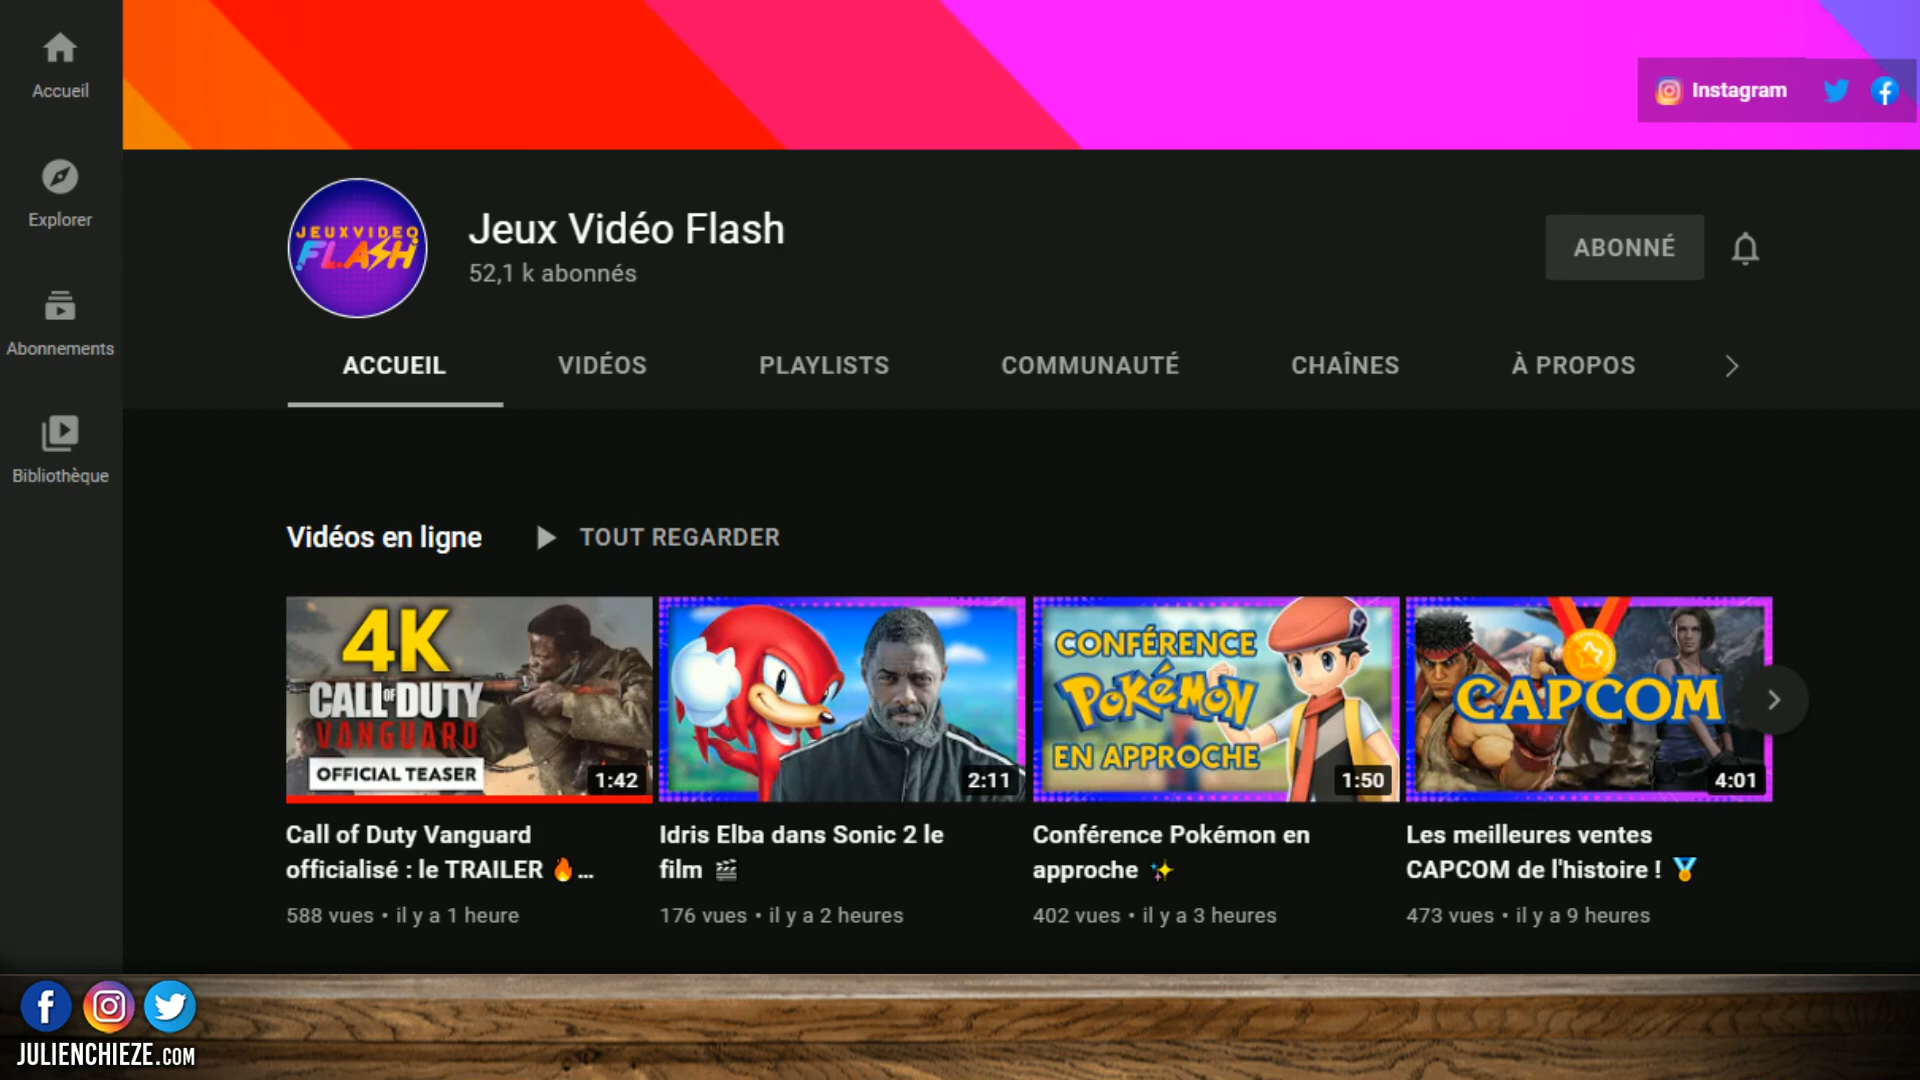 Accueil
Explorer
Abonnements
Bibliothèque
Instagram
JEUXVIDEO
FLASH
Jeux Vidéo Flash
52,1 k abonnés
ABONNÉ
ACCUEIL
VIDÉOS
PLAYLISTS
COMMUNAUTÉ
CHAÎNES
À PROPOS
Vidéos en ligne
TOUT REGARDER
4K
CALL OF DUTY
VANGUARD
OFFICIAL TEASER
1:42
2:11
CONFÉRENCE
POKéMON
EN APPROCHE
1:50
CAPCOM
4:01
Call of Duty Vanguard
officialisé : le TRAILER 🔥...
588 vues • il y a 1 heure
Idris Elba dans Sonic 2 le
film 🎬
176 vues • il y a 2 heures
Conférence Pokémon en
approche ✨
402 vues • il y a 3 heures
Les meilleures ventes
CAPCOM de l'histoire ! 🏅
473 vues • il y a 9 heures
JULIENCHIEZE.COM